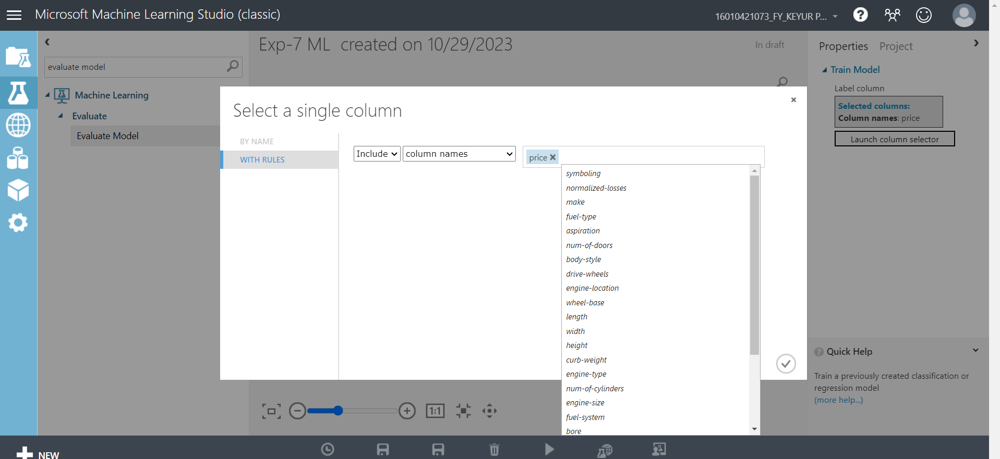 Microsoft Machine Learning Studio (classic)
16010421073_FY_KEYUR P...
Exp-7 ML created on 10/29/2023
In draft
Properties Project
evaluate model
Train Model
Machine Learning
Label column
Evaluate
Selected columns:
Column names: price
Evaluate Model
Launch column selector
Select a single column
BY NAME
WITH RULES
Include
column names
price
symboling
normalized-losses
make
fuel-type
aspiration
num-of-doors
body-style
drive-wheels
engine-location
wheel-base
length
width
height
curb-weight
engine-type
num-of-cylinders
engine-size
fuel-system
bore
Quick Help
Train a previously created classification or
regression model
(more help...)
1:1
NEW